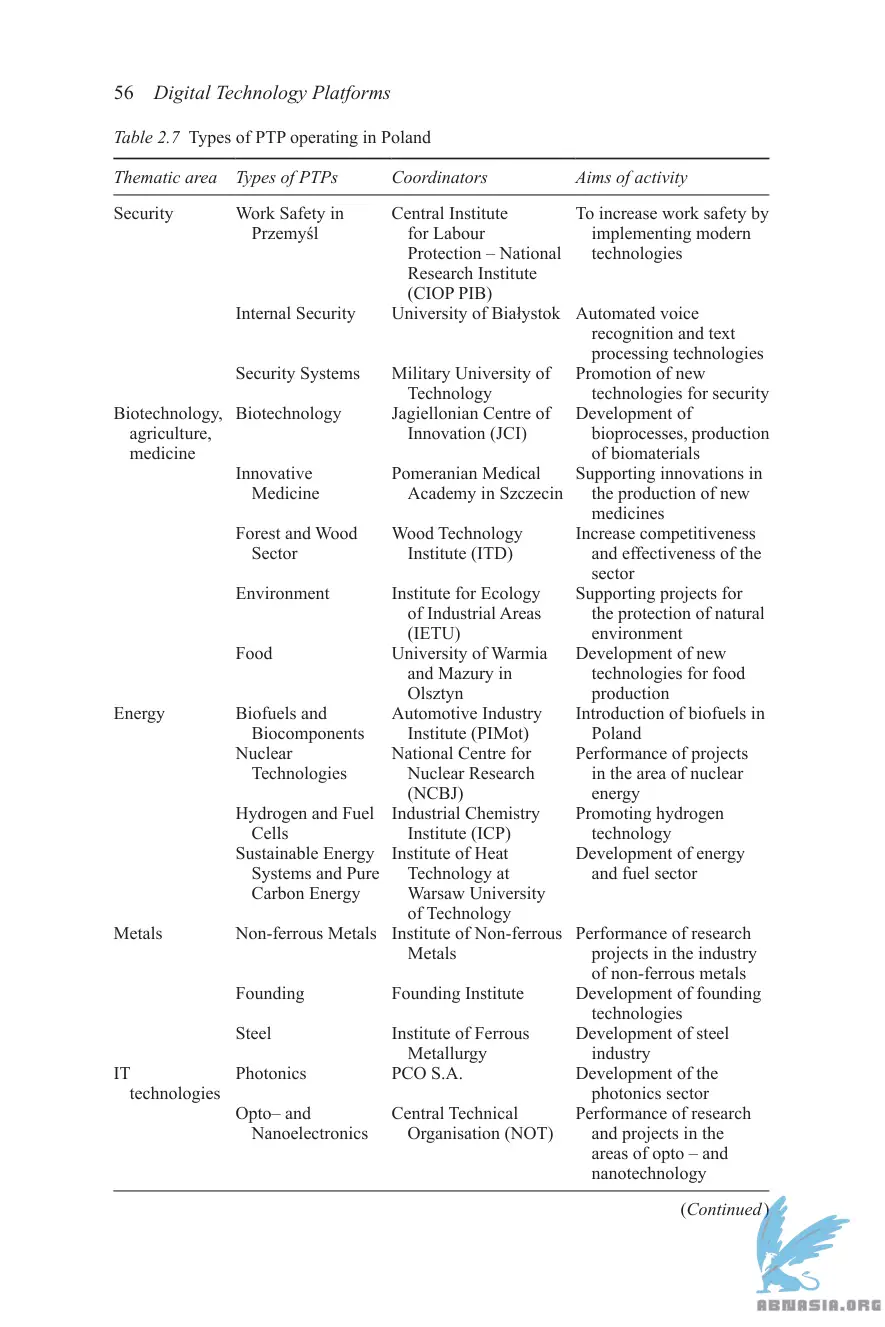 56 Digital Technology Platforms
Table 2.7 Types of PTP operating in Poland
Thematic area Types of PTPs Coordinators Aims of activity
Security Work Safety in Central Institute To increase work safety by
Przemyśl for Labour implementing modern
Protection – National technologies
Research Institute
(CIOP PIB)
Internal Security University of Białystok Automated voice
recognition and text
processing technologies
Security Systems Military University of Promotion of new
Technology technologies for security
Biotechnology, Biotechnology Jagiellonian Centre of Development of
agriculture, Innovation (JCI) bioprocesses, production
medicine of biomaterials
Innovative Pomeranian Medical Supporting innovations in
Medicine Academy in Szczecin the production of new
medicines
Forest and Wood Wood Technology Increase competitiveness
Sector Institute (ITD) and effectiveness of the
sector
Environment Institute for Ecology Supporting projects for
of Industrial Areas the protection of natural
(IETU) environment
Food University of Warmia Development of new
and Mazury in technologies for food
Olsztyn production
Energy Biofuels and Automotive Industry Introduction of biofuels in
Biocomponents Institute (PIMot) Poland
Nuclear National Centre for Performance of projects
Technologies Nuclear Research in the area of nuclear
(NCBJ) energy
Hydrogen and Fuel Industrial Chemistry Promoting hydrogen
Cells Institute (ICP) technology
Sustainable Energy Institute of Heat Development of energy
Systems and Pure Technology at and fuel sector
Carbon Energy Warsaw University
of Technology
Metals Non-ferrous Metals Institute of Non-ferrous Performance of research
Metals projects in the industry
of non-ferrous metals
Founding Founding Institute Development of founding
technologies
Steel Institute of Ferrous Development of steel
Metallurgy industry
IT Photonics PCO S.A. Development of the
technologies photonics sector
Opto– and Central Technical Performance of research
Nanoelectronics Organisation (NOT) and projects in the
areas of opto – and
nanotechnology
(Continued)
ABNASIA.ORG